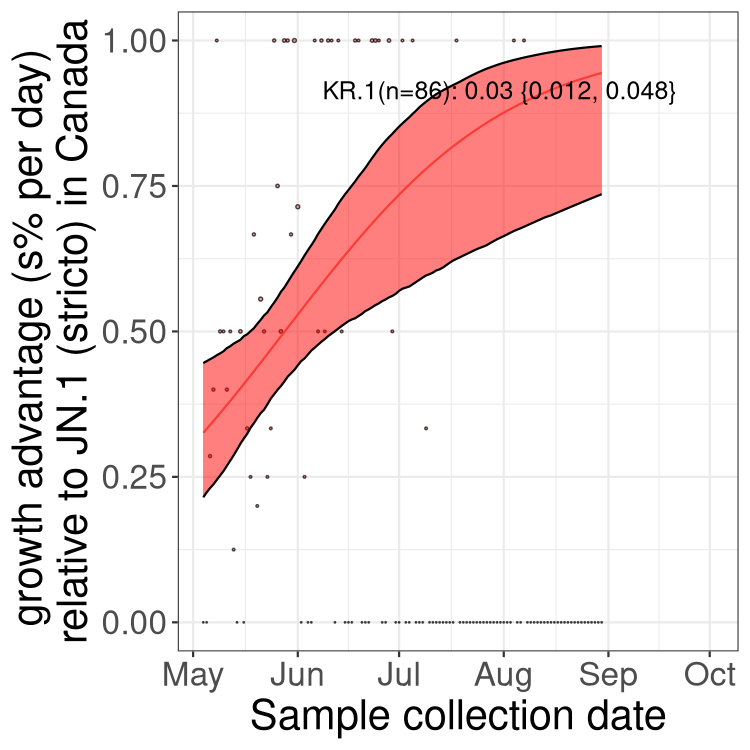 growth advantage (s% per day)
relative to JN.1 (stricto) in Canada
1.00
0.75
0.50
0.25
0.00
KR.1(n=86): 0.03 {0.012, 0.048}
May Jun Jul Aug Sep Oct
Sample collection date